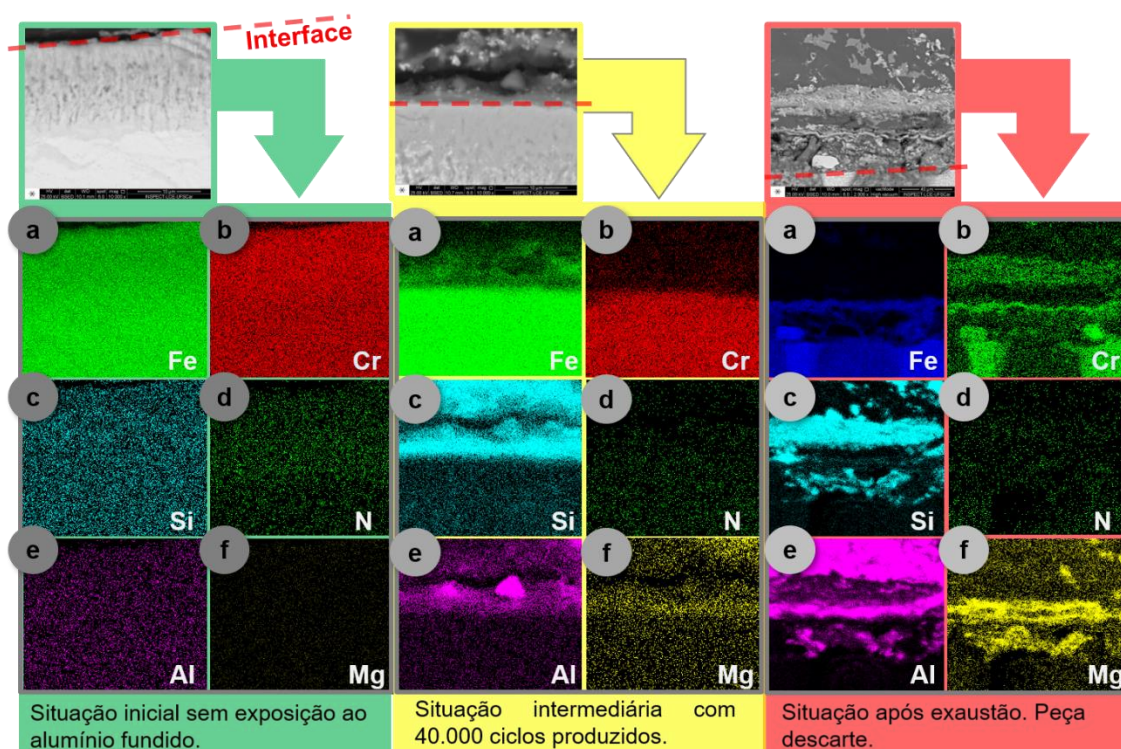 Interface
a
b
a
b
a
b
Fe
Cr
Fe
Cr
Fe
Cr
c
d
c
d
c
d
Si
N
Si
N
Si
N
e
f
e
f
e
f
Al
Mg
Al
Mg
Al
Mg
Situação inicial sem exposição ao
alumínio fundido.
Situação intermediária com
40.000 ciclos produzidos.
Situação após exaustão. Peça
descarte.